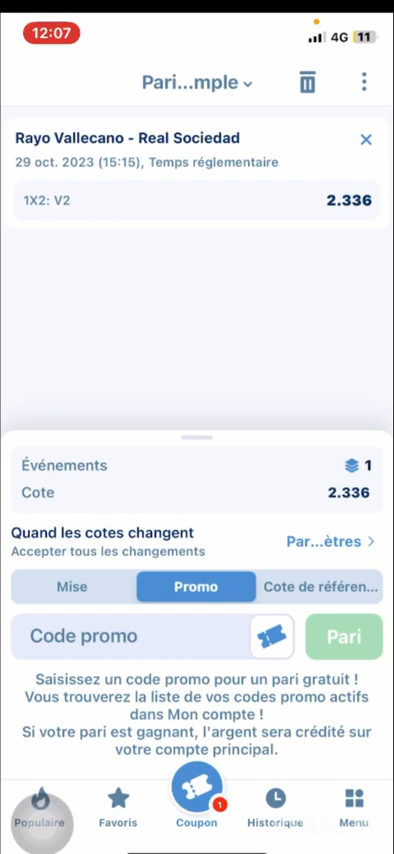 12:07
4G 11
Pari...mple
Rayo Vallecano - Real Sociedad
29 oct. 2023 (15:15), Temps réglementaire
1X2: V2 2.336
Événements 1
Cote 2.336
Quand les cotes changent
Accepter tous les changements
Par...ètres >
Mise Promo Cote de référen...
Code promo Pari
Saisissez un code promo pour un pari gratuit !
Vous trouverez la liste de vos codes promo actifs
dans Mon compte !
Si votre pari est gagnant, l'argent sera crédité sur
votre compte principal.
1
Populaire Favoris Coupon Historique Menu